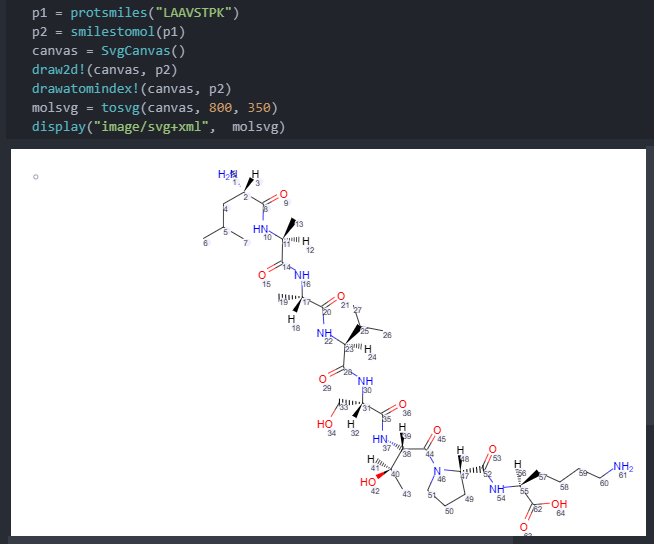 p1 = protsmiles("LAAVSTPK")
p2 = smilestomol(p1)
canvas = SvgCanvas()
draw2d!(canvas, p2)
drawatomindex!(canvas, p2)
molsvg = tosvg(canvas, 800, 350)
display("image/svg+xml",  molsvg)
H2N H
1 3
2 O
4 8 9
5 HN 13
6 7 10 11 H
12
14
O NH
15 16
19 17 O
20 21 27
H
18 NH 25 26
22 23 H
24
28
O NH
29 30
33 31 35 O
36
HO H
34 32 HN H O
37 39 45
38 44 H O
H 48 53
41 40 N 52 H NH2
HO 46 47 56 59 61
42 43 NH 57 58 60
51 49 54 55
50 62 OH
64
O
63